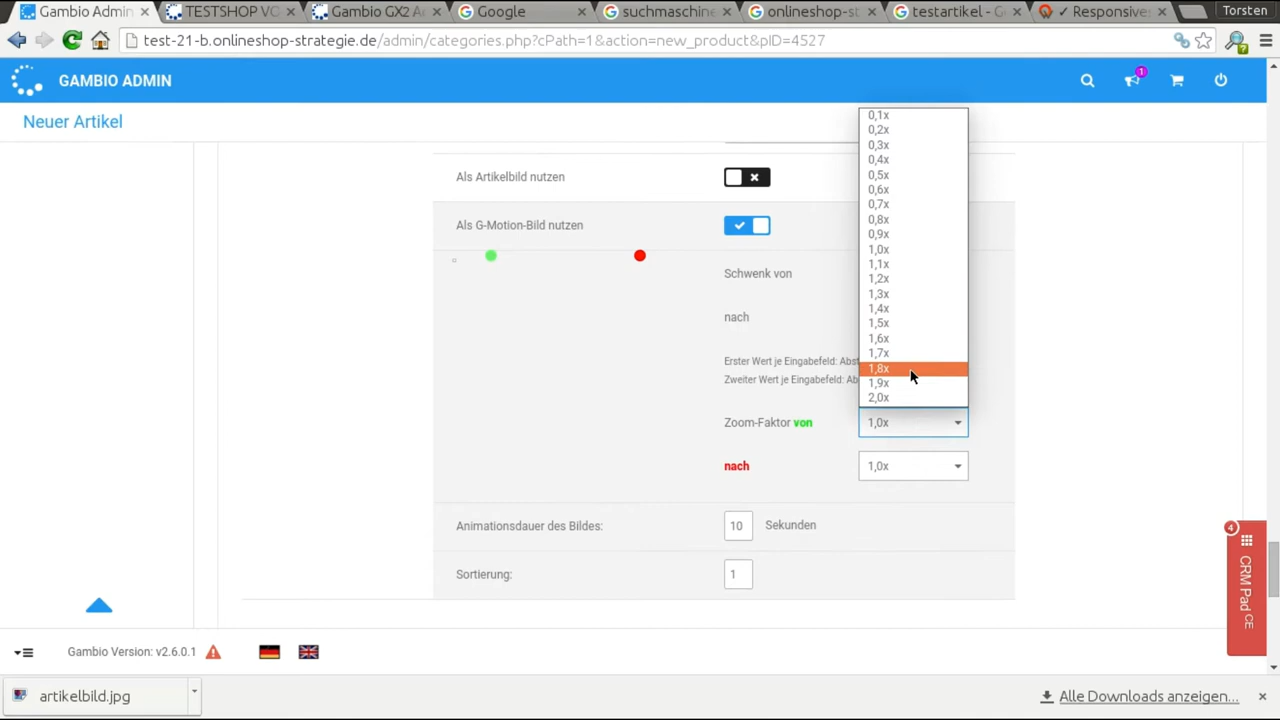 Gambio Admin
TESTSHOP VO
Gambio GX2 A
Google
suchmaschine
onlineshop-st
testartikel - G
✓ Responsive
Torsten
test-21-b.onlineshop-strategie.de/admin/categories.php?cPath=1&action=new_product&pID=4527
GAMBIO ADMIN
1
Neuer Artikel
0,1x
0,2x
0,3x
0,4x
0,5x
0,6x
0,7x
0,8x
0,9x
1,0x
1,1x
1,2x
1,3x
1,4x
1,5x
1,6x
1,7x
1,8x
1,9x
2,0x
Als Artikelbild nutzen
Als G-Motion-Bild nutzen
Schwenk von
nach
Erster Wert je Eingabefeld: Abst
Zweiter Wert je Eingabefeld: Ab
Zoom-Faktor von
1,0x
nach
1,0x
Animationsdauer des Bildes:
10
Sekunden
Sortierung:
1
4
CRM Pad CE
Gambio Version: v2.6.0.1
artikelbild.jpg
Alle Downloads anzeigen...